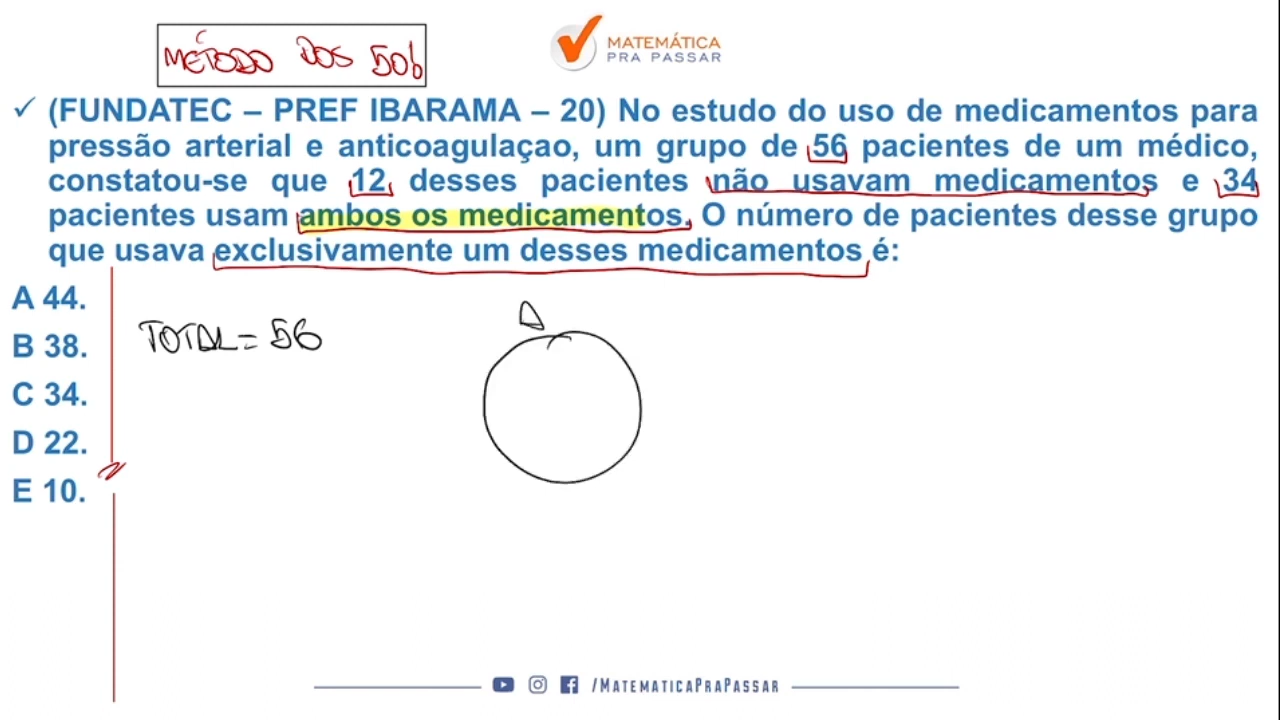 MÉTODO DOS 50%
MATEMÁTICA
PRA PASSAR
✓ (FUNDATEC – PREF IBARAMA – 20) No estudo do uso de medicamentos para
pressão arterial e anticoagulaçao, um grupo de 56 pacientes de um médico,
constatou-se que 12 desses pacientes não usavam medicamentos e 34
pacientes usam ambos os medicamentos. O número de pacientes desse grupo
que usava exclusivamente um desses medicamentos é:
A 44.
B 38.
C 34.
D 22.
E 10.
TOTAL = 56
A
/MATEMATICAPRAPASSAR